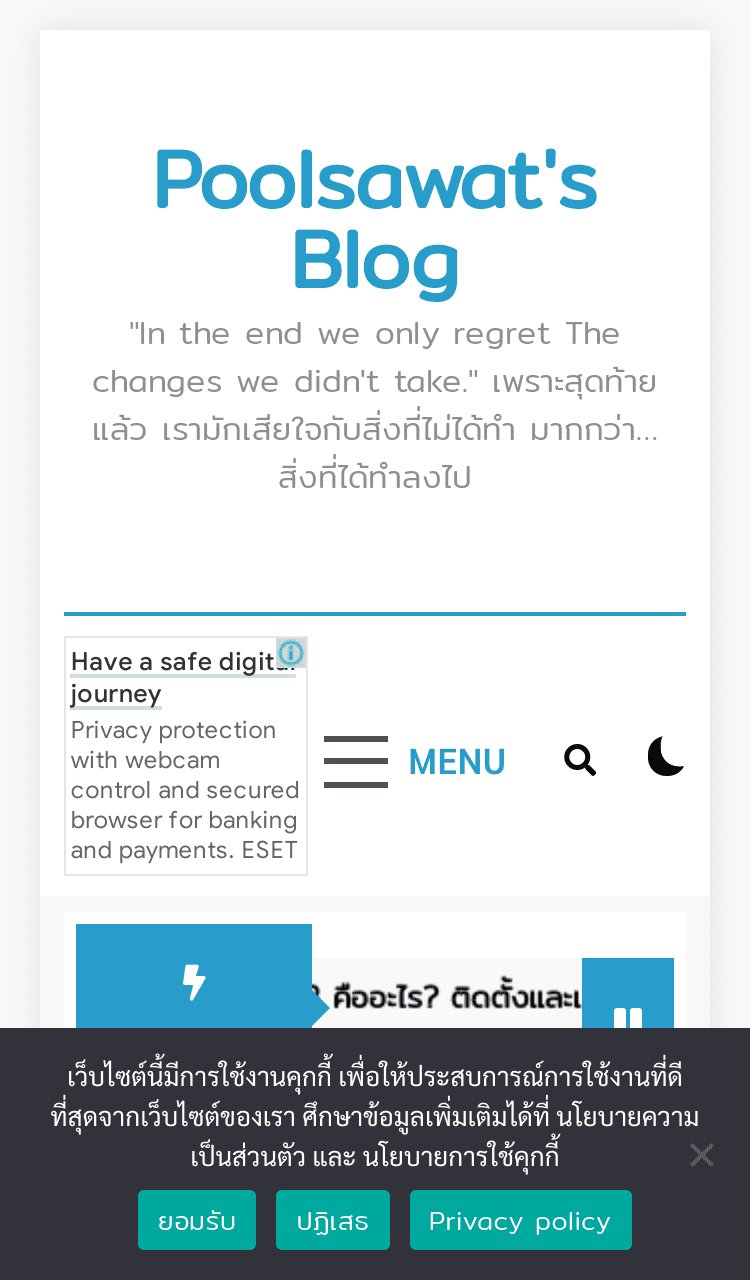 Poolsawat's
Blog
"In the end we only regret The
changes we didn't take." เพราะสุดท้าย
แล้ว เรามักเสียใจกับสิ่งที่ไม่ได้ทำ มากกว่า...
สิ่งที่ได้ทำลงไป
Have a safe digital
journey
Privacy protection
with webcam
control and secured
browser for banking
and payments. ESET
MENU
? คืออะไร? ติดตั้งและเ
เว็บไซต์นี้มีการใช้งานคุกกี้ เพื่อให้ประสบการณ์การใช้งานที่ดี
ที่สุดจากเว็บไซต์ของเรา ศึกษาข้อมูลเพิ่มเติมได้ที่ นโยบายความ
เป็นส่วนตัว และ นโยบายการใช้คุกกี้
ยอมรับ
ปฏิเสธ
Privacy policy